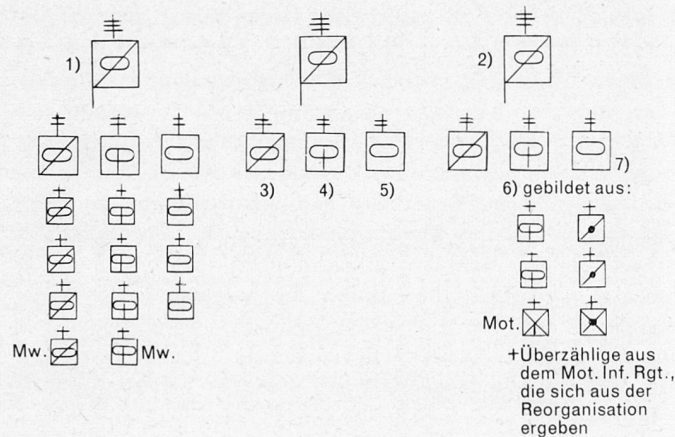 1)
2)
3)
4)
5)
7)
6) gebildet aus:
Mot.
Mw.
Mw.
+Überzählige aus
dem Mot. Inf. Rgt.,
die sich aus der
Reorganisation
ergeben